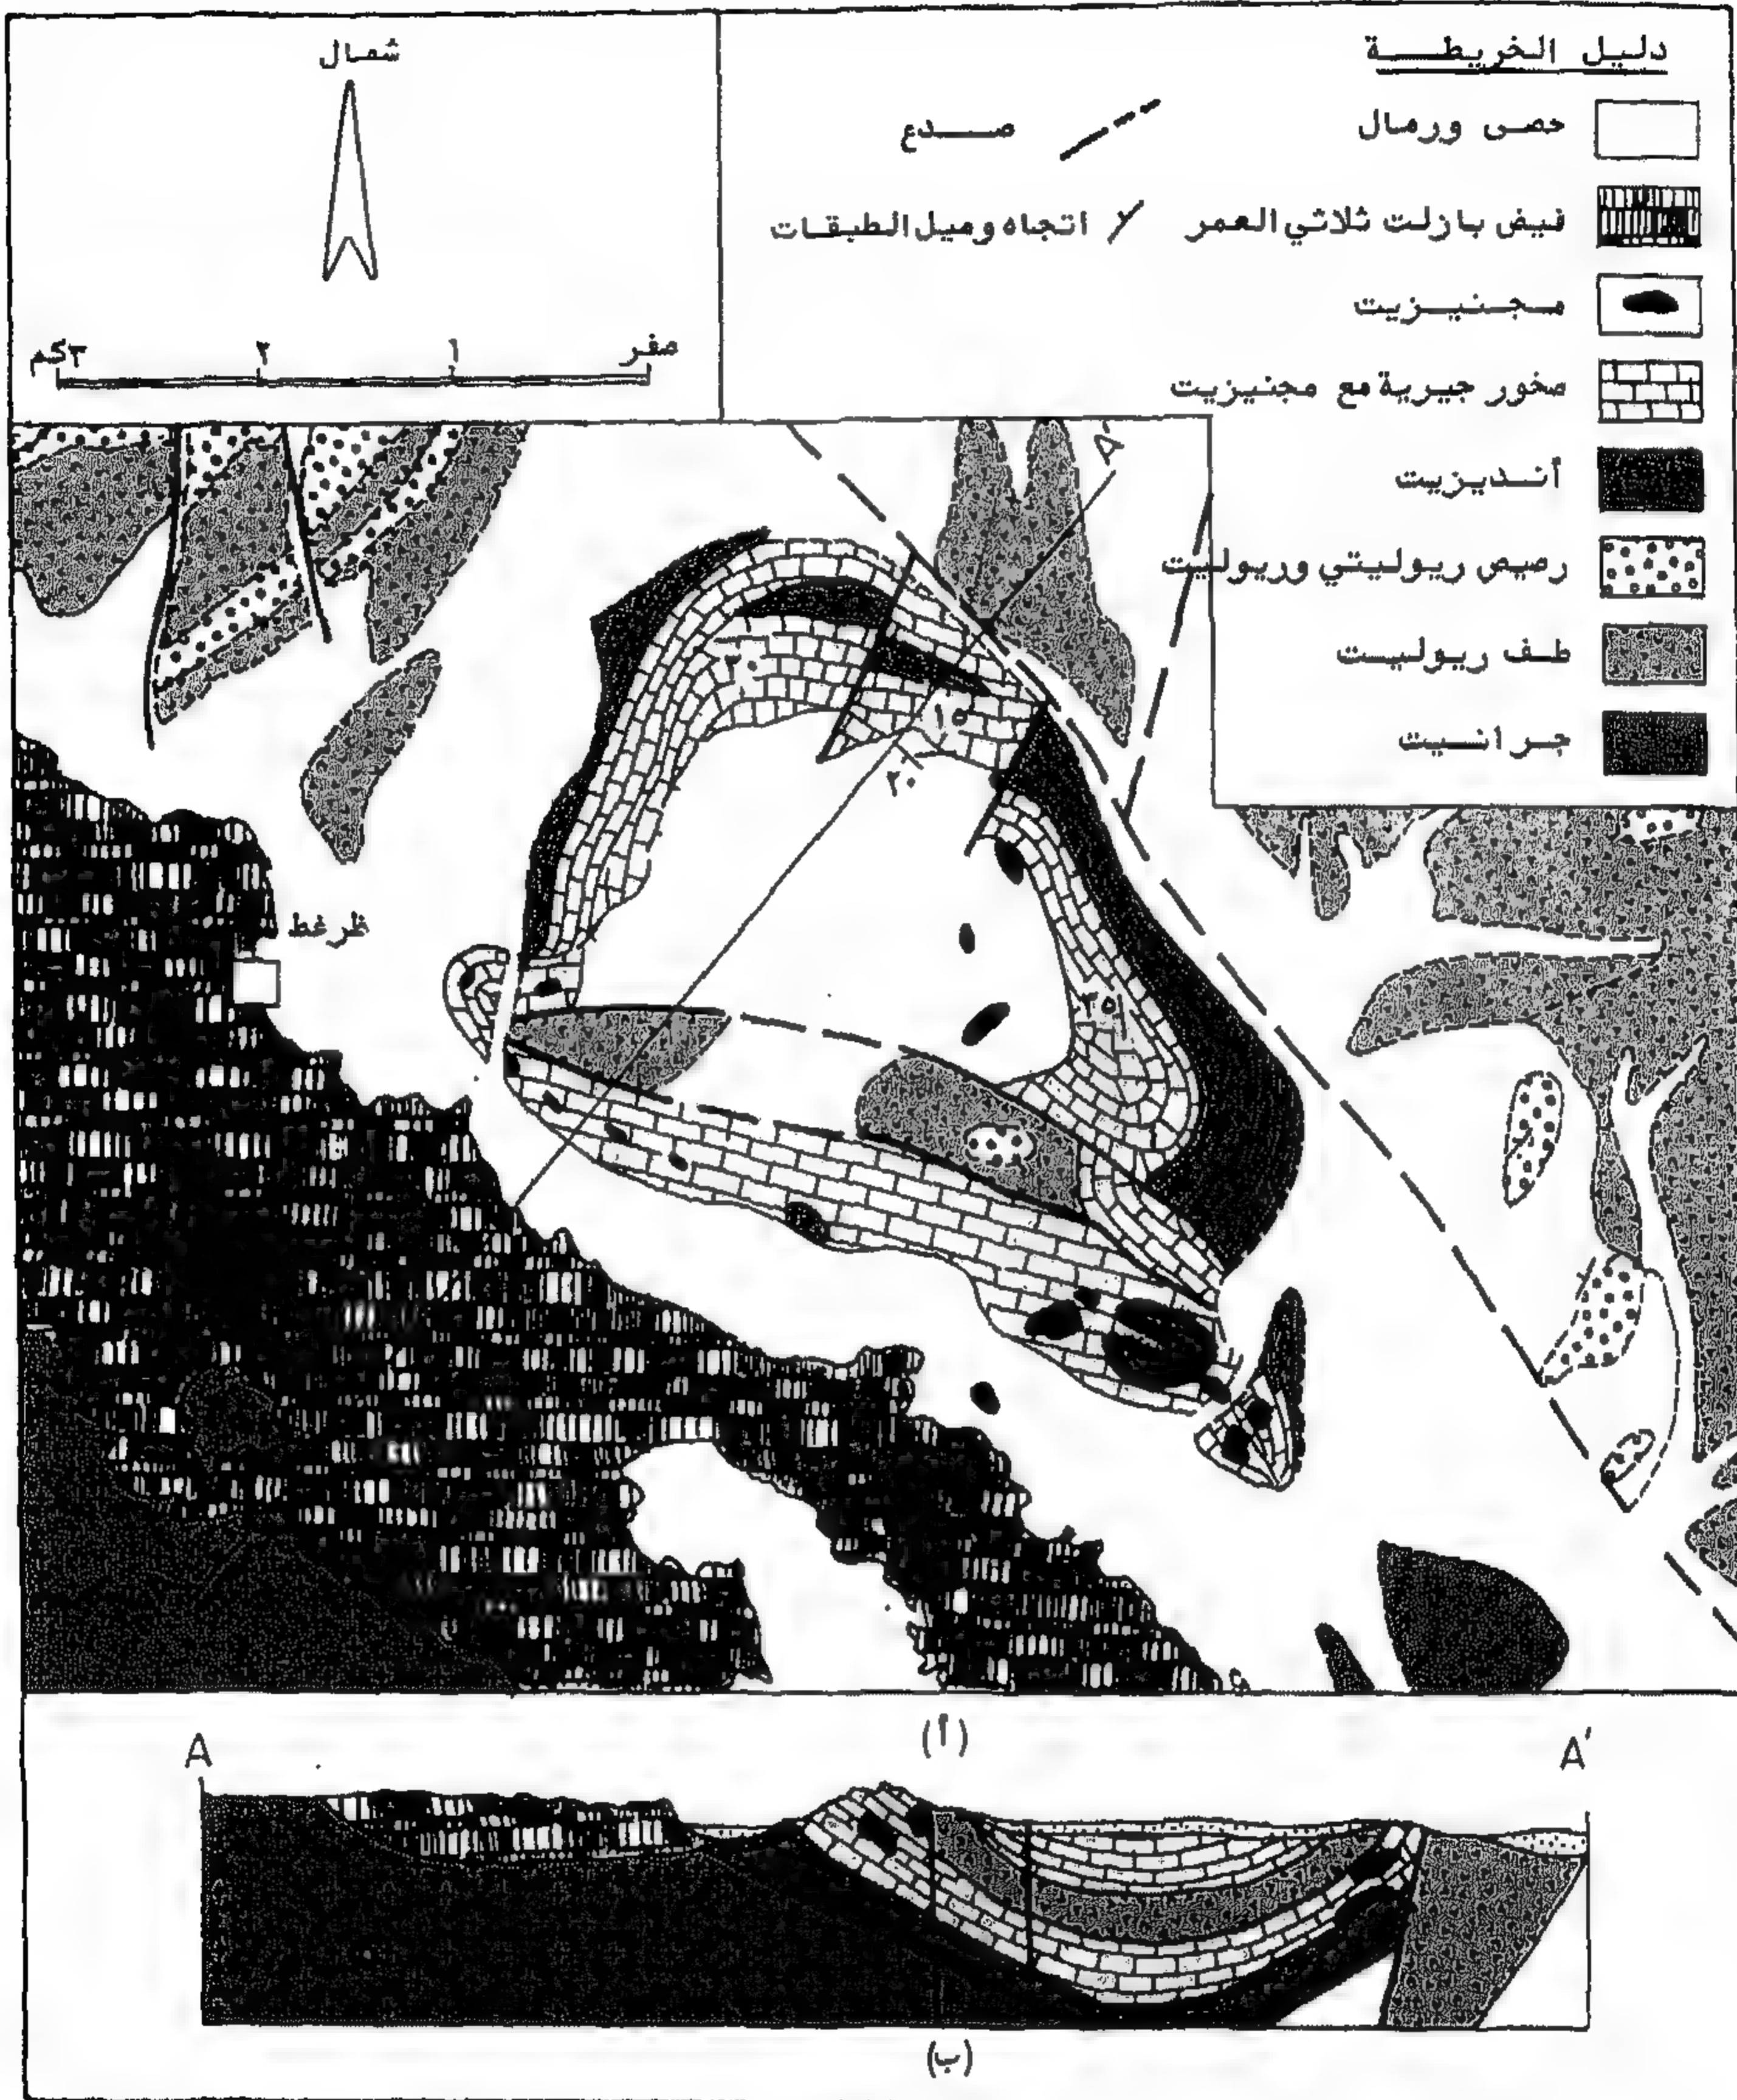 دليل الخريطة
حصى ورمال
صدع
فيض بازلت ثلاثي العمر
اتجاه وميل الطبقات
مجنيزيت
صخور جيرية مع مجنيزيت
أنديزيت
رصيص ريوليتي وريوليت
طف ريوليت
جرانيت
شمال
صفر
١
٢
٣كم
A'
٣٠
١٥
٢٠
ظرغط
٣٥
(أ)
A
A'
(ب)